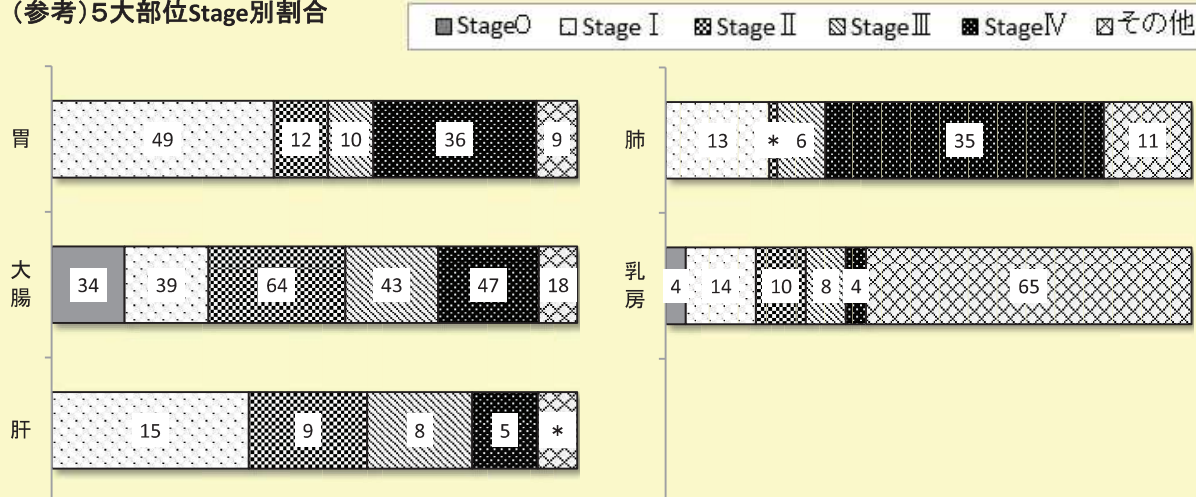 (参考)5大部位Stage別割合
Stage0 StageⅠ StageⅡ StageⅢ StageⅣ その他
胃 49 12 10 36 9
大腸 34 39 64 43 47 18
肝 15 9 8 5 *
肺 13 * 6 35 11
乳房 4 14 10 8 4 65